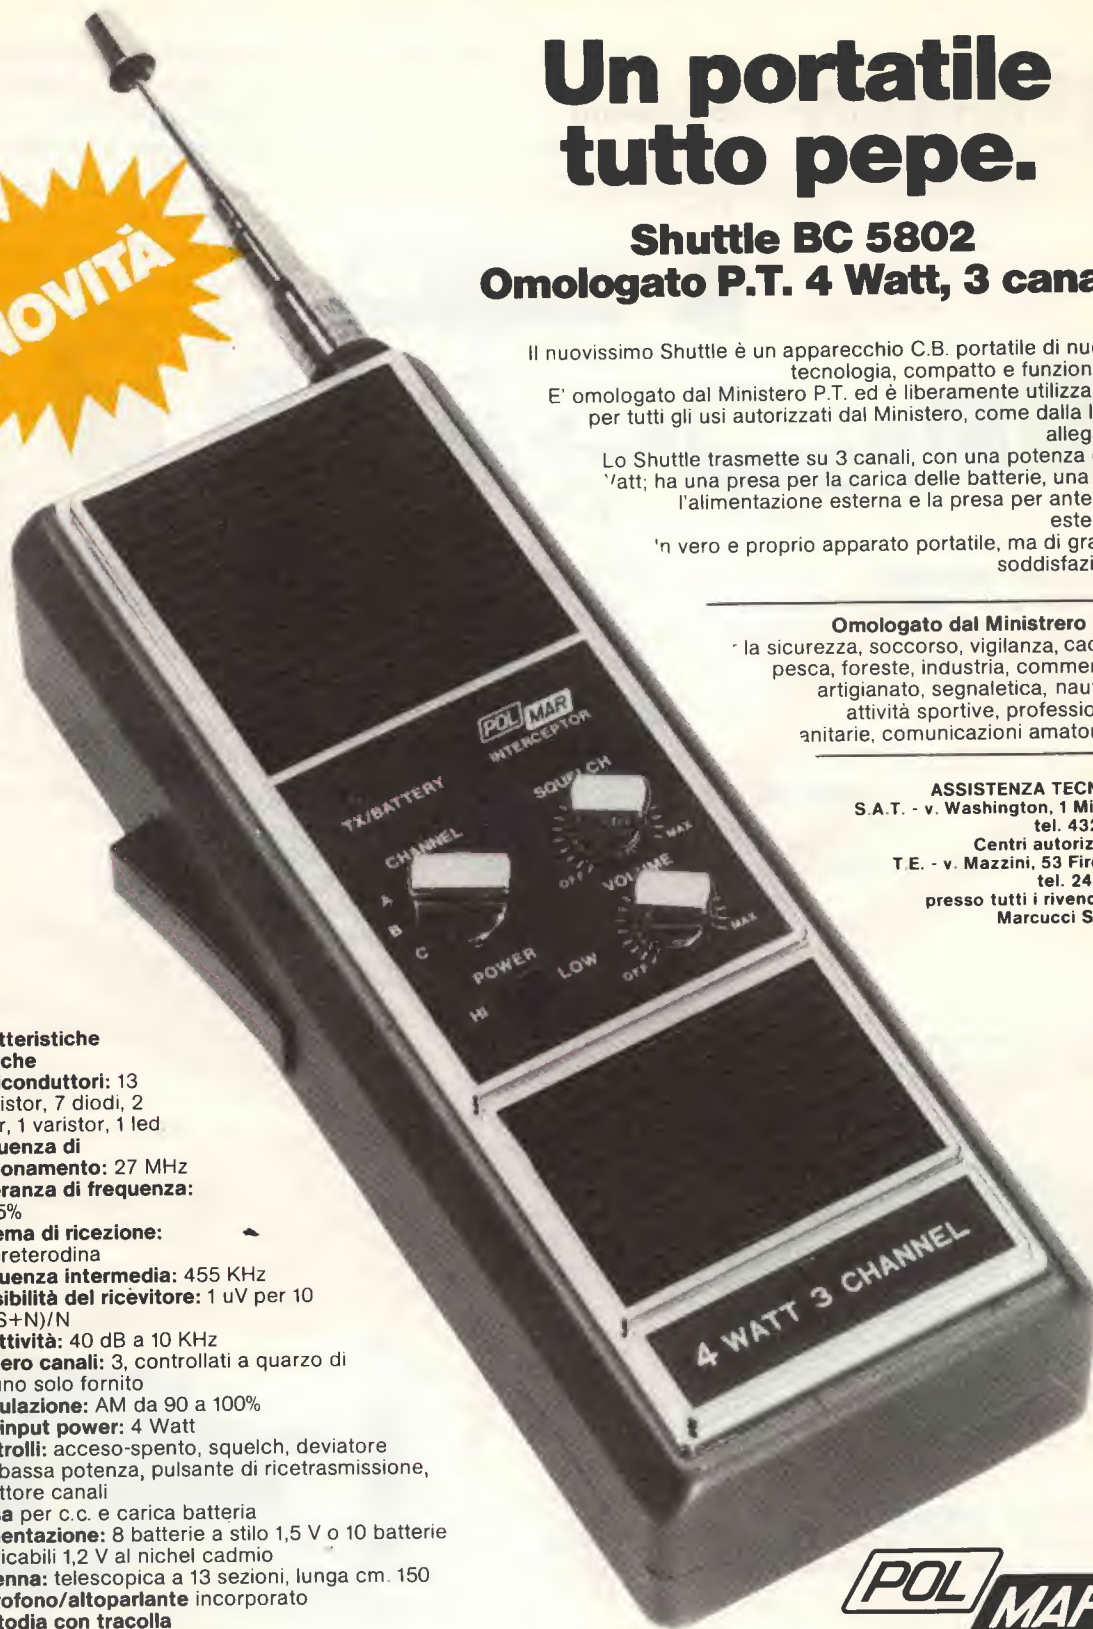 Un portatile
tutto pepe.
Shuttle BC 5802
Omologato P.T. 4 Watt, 3 cana
NOVITÀ
Il nuovissimo Shuttle è un apparecchio C.B. portatile di nu
tecnologia, compatto e funzion
E' omologato dal Ministero P.T. ed è liberamente utilizza
per tutti gli usi autorizzati dal Ministero, come dalla l
alleg
Lo Shuttle trasmette su 3 canali, con una potenza
att; ha una presa per la carica delle batterie, una
l'alimentazione esterna e la presa per ante
este
n vero e proprio apparato portatile, ma di gra
soddisfazi
Omologato dal Ministrero
la sicurezza, soccorso, vigilanza, cac
pesca, foreste, industria, commer
artigianato, segnaletica, naut
attività sportive, professio
anitarie, comunicazioni amator
ASSISTENZA TECN
S.A.T. - v. Washington, 1 Mi
tel. 432
Centri autoriz
T.E. - v. Mazzini, 53 Fire
tel. 24
presso tutti i rivend
Marcucci S
POL MAR
INTERCEPTOR
TX/BATTERY
SQUELCH
OFF
MAX
CHANNEL
A
B
C
VOLUME
OFF
MAX
POWER
HI
LOW
4 WATT 3 CHANNEL
tteristiche
che
iconduttori: 13
istor, 7 diodi, 2
r, 1 varistor, 1 led
uenza di
onamento: 27 MHz
ranza di frequenza:
5%
ema di ricezione:
reterodina
uenza intermedia: 455 KHz
sibilità del ricevitore: 1 uV per 10
S+N)/N
ttività: 40 dB a 10 KHz
ero canali: 3, controllati a quarzo di
uno solo fornito
ulazione: AM da 90 a 100%
input power: 4 Watt
trolli: acceso-spento, squelch, deviatore
bassa potenza, pulsante di ricetrasmissione,
ttore canali
a per c.c. e carica batteria
entazione: 8 batterie a stilo 1,5 V o 10 batterie
icabili 1,2 V al nichel cadmio
enna: telescopica a 13 sezioni, lunga cm. 150
rofono/altoparlante incorporato
todia con tracolla
POL MAR